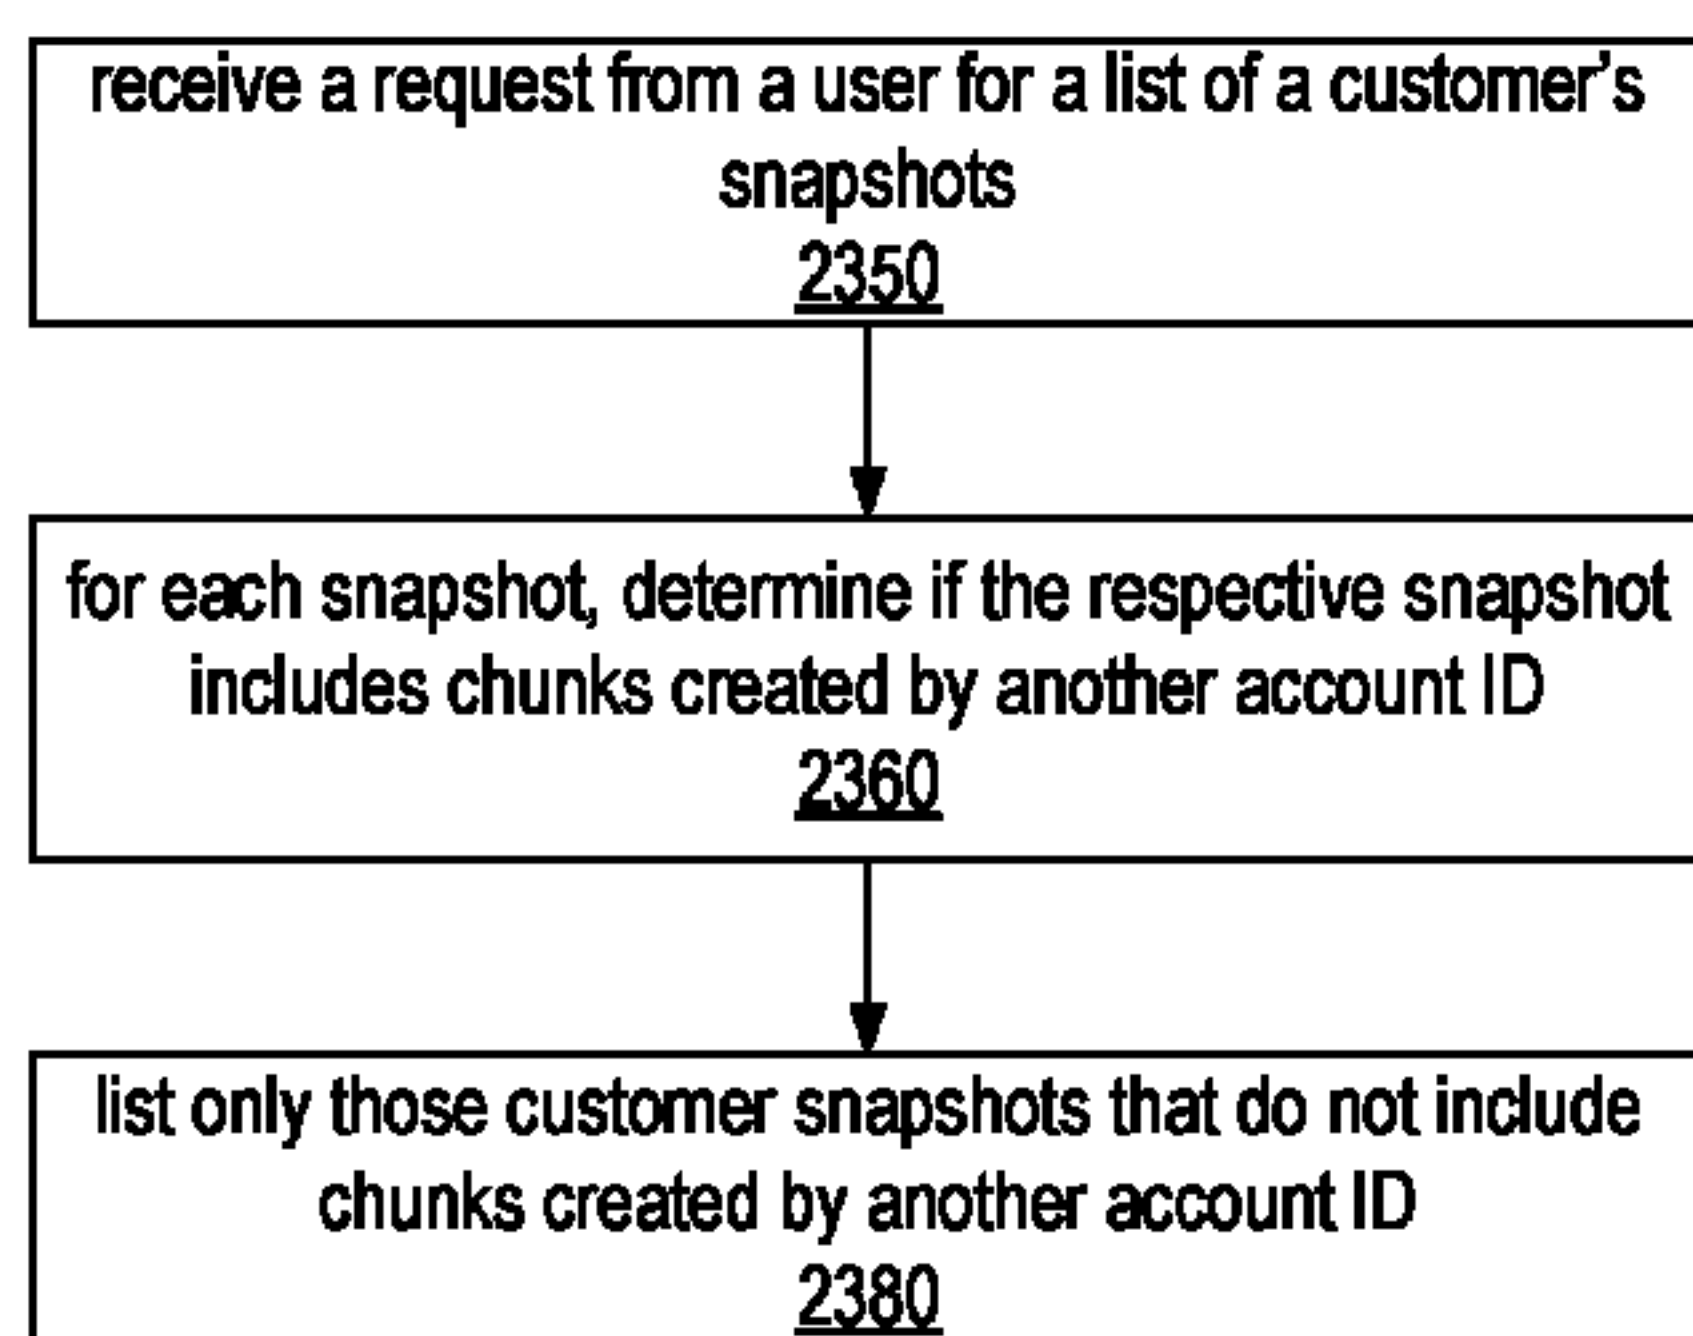 receive a request from a user for a list of a customer’s
snapshots
2350
for each snapshot, determine if the respective snapshot
includes chunks created by another account ID
2360
list only those customer snapshots that do not include
chunks created by another account ID
2380